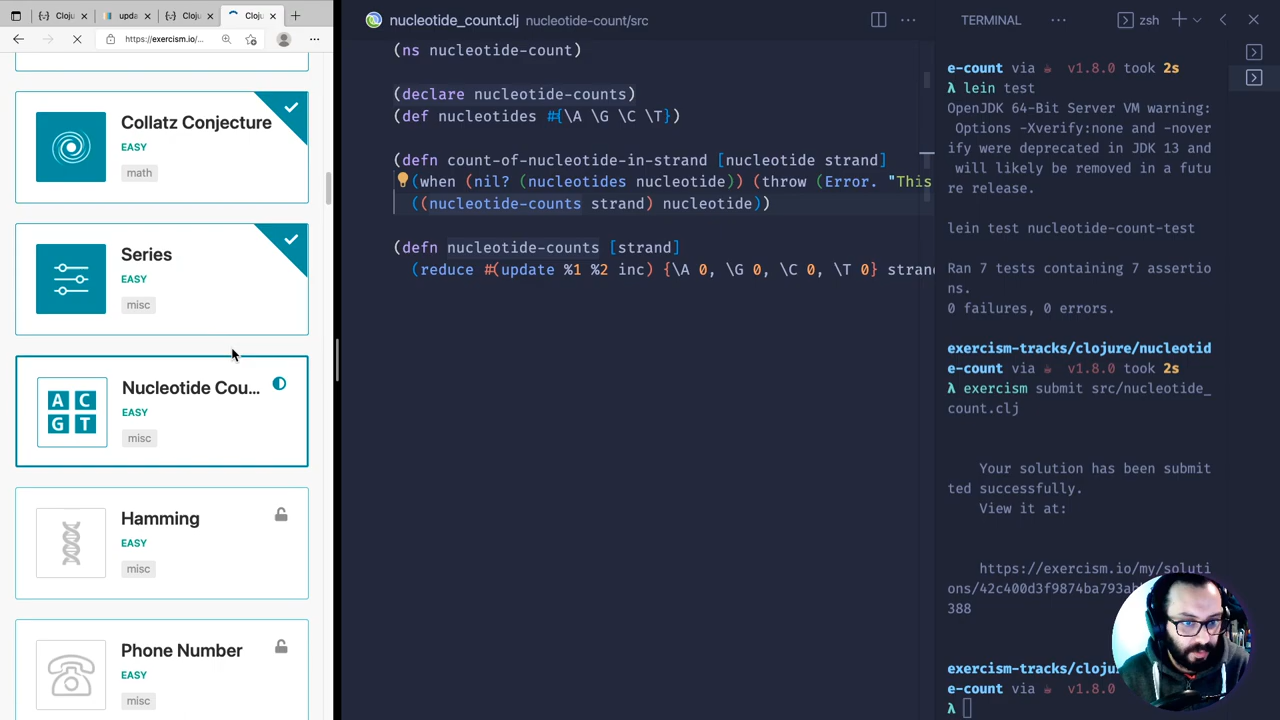 Clojur
upda
Clojur
Cloju
https://exercism.io/...
Collatz Conjecture
EASY
math
Series
EASY
misc
A C
G T
Nucleotide Cou...
EASY
misc
Hamming
EASY
misc
Phone Number
EASY
misc
nucleotide_count.clj nucleotide-count/src
(ns nucleotide-count)
(declare nucleotide-counts)
(def nucleotides #{\A \G \C \T})
(defn count-of-nucleotide-in-strand [nucleotide strand]
(when (nil? (nucleotides nucleotide)) (throw (Error. "This
((nucleotide-counts strand) nucleotide))
(defn nucleotide-counts [strand]
(reduce #(update %1 %2 inc) {\A 0, \G 0, \C 0, \T 0} stran
TERMINAL
zsh
e-count via v1.8.0 took 2s
λ lein test
OpenJDK 64-Bit Server VM warning:
Options -Xverify:none and -nover
ify were deprecated in JDK 13 and
will likely be removed in a futu
re release.
lein test nucleotide-count-test
Ran 7 tests containing 7 assertio
ns.
0 failures, 0 errors.
exercism-tracks/clojure/nucleotid
e-count via v1.8.0 took 2s
λ exercism submit src/nucleotide_
count.clj
Your solution has been submit
ted successfully.
View it at:
https://exercism.io/my/soluti
ons/42c400d3f9874ba793a
388
exercism-tracks/cloju
e-count via v1.8.0
λ